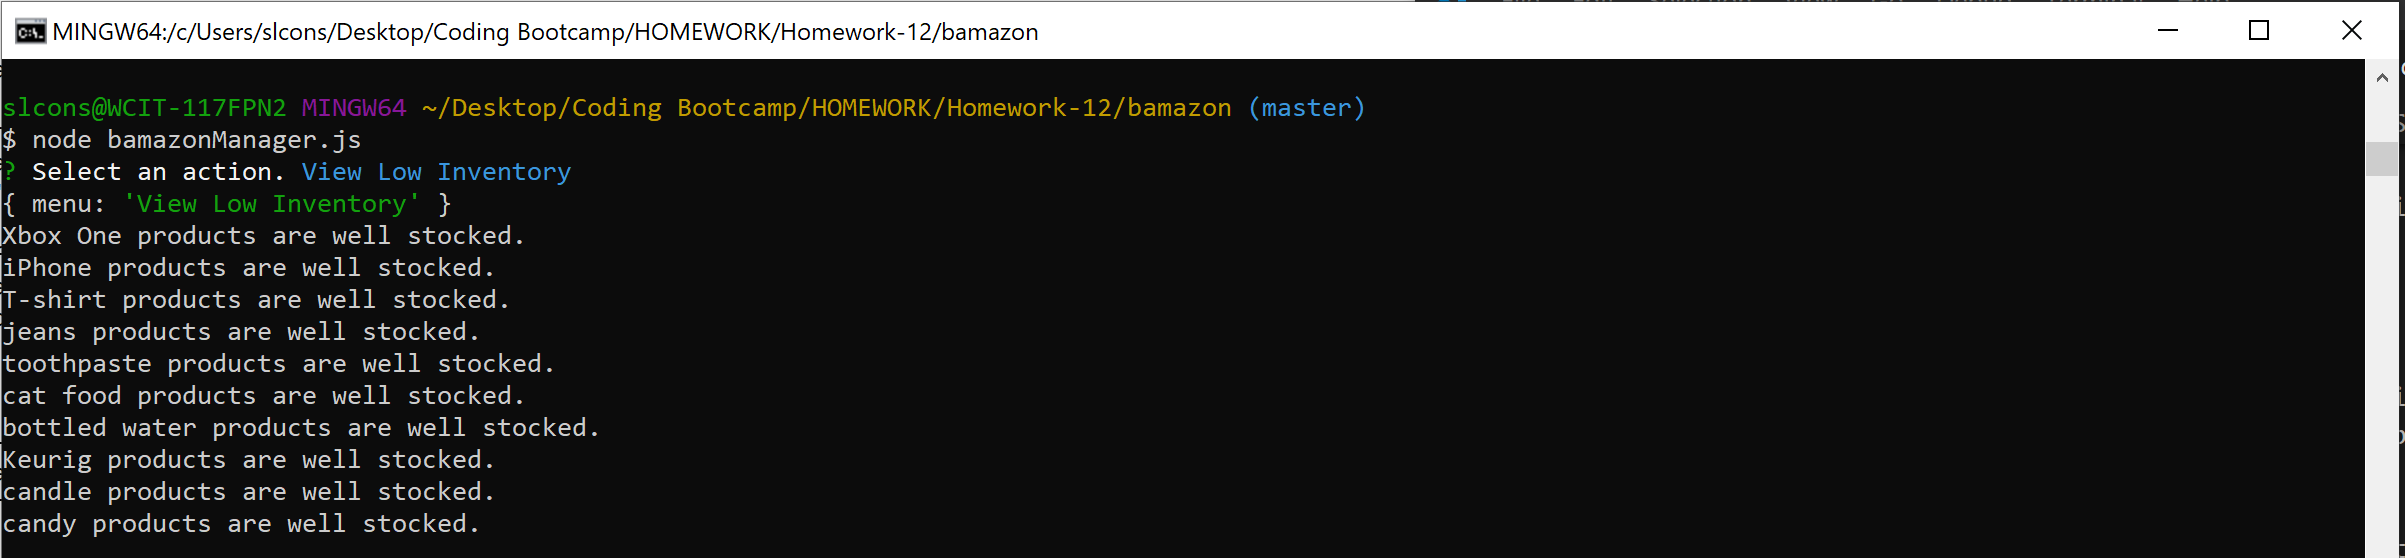 MINGW64:/c/Users/slcons/Desktop/Coding Bootcamp/HOMEWORK/Homework-12/bamazon
slcons@WCIT-117FPN2 MINGW64 ~/Desktop/Coding Bootcamp/HOMEWORK/Homework-12/bamazon (master)
$ node bamazonManager.js
? Select an action. View Low Inventory
{ menu: 'View Low Inventory' }
Xbox One products are well stocked.
iPhone products are well stocked.
T-shirt products are well stocked.
jeans products are well stocked.
toothpaste products are well stocked.
cat food products are well stocked.
bottled water products are well stocked.
Keurig products are well stocked.
candle products are well stocked.
candy products are well stocked.